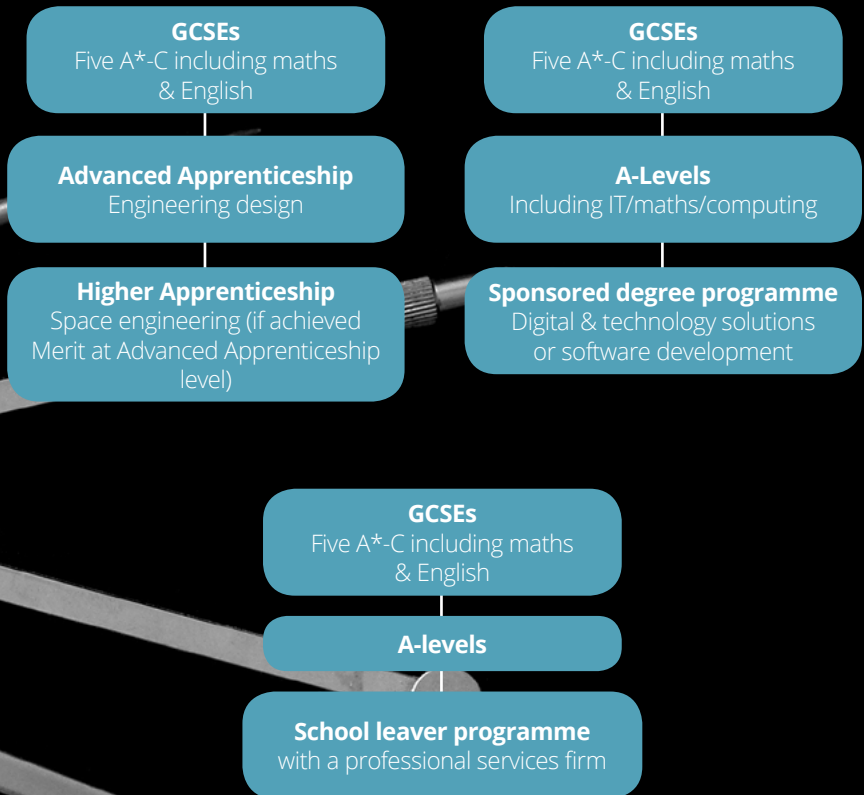 GCSEs
Five A*-C including maths
& English
Advanced Apprenticeship
Engineering design
Higher Apprenticeship
Space engineering (if achieved
Merit at Advanced Apprenticeship
level)
GCSEs
Five A*-C including maths
& English
A-Levels
Including IT/maths/computing
Sponsored degree programme
Digital & technology solutions
or software development
GCSEs
Five A*-C including maths
& English
A-levels
School leaver programme
with a professional services firm